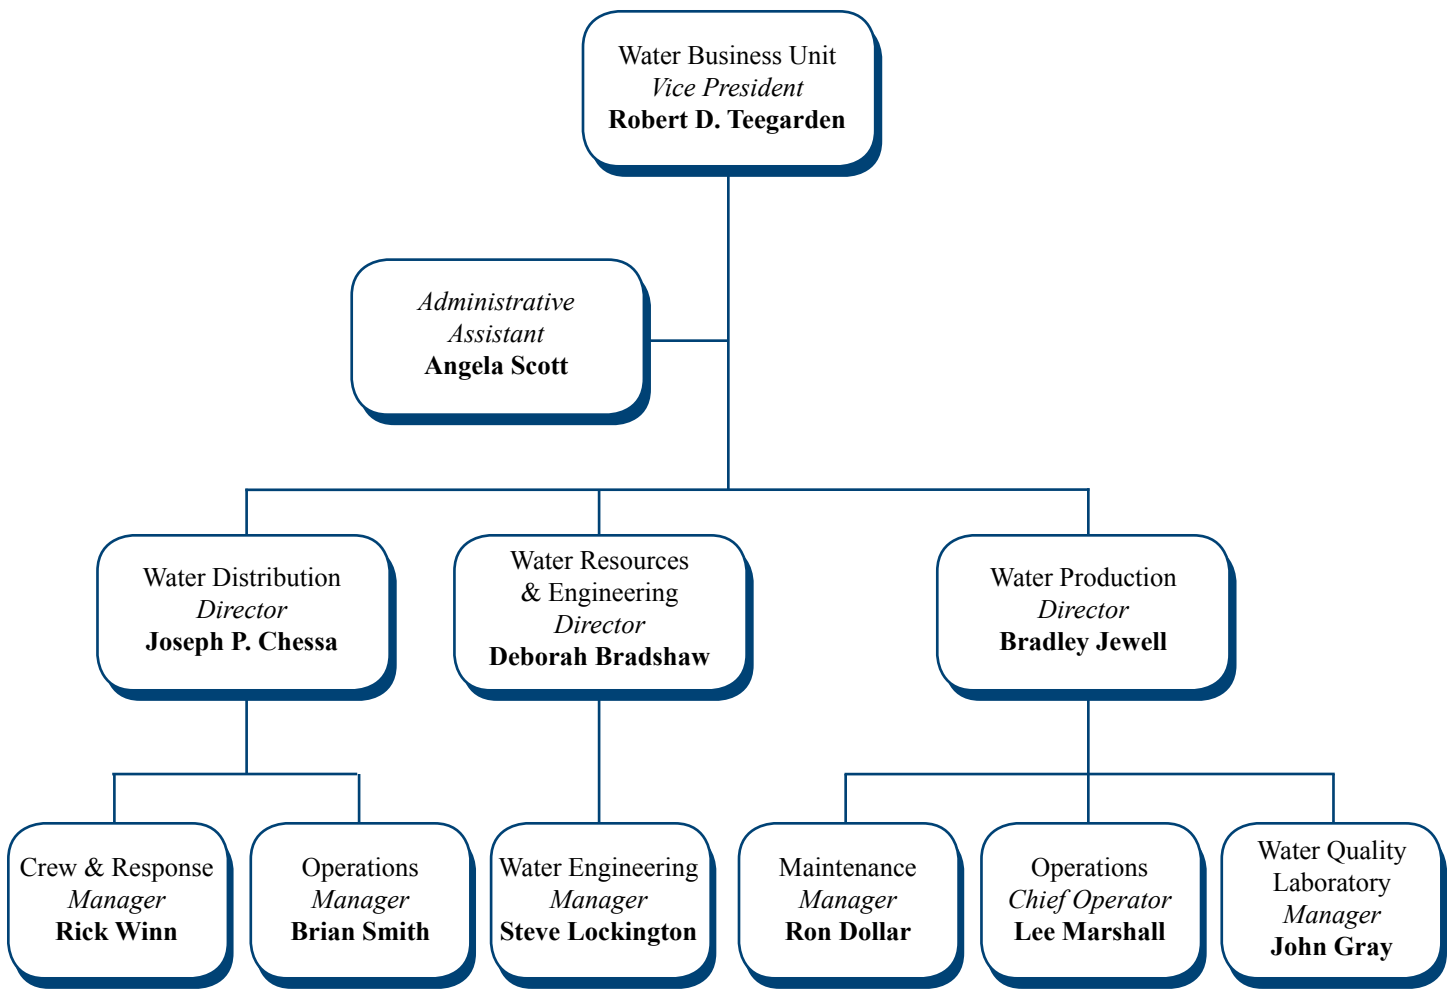 Water Business Unit
Vice President
Robert D. Teegarden
Administrative
Assistant
Angela Scott
Water Distribution
Director
Joseph P. Chessa
Water Resources
& Engineering
Director
Deborah Bradshaw
Water Production
Director
Bradley Jewell
Crew & Response
Manager
Rick Winn
Operations
Manager
Brian Smith
Water Engineering
Manager
Steve Lockington
Maintenance
Manager
Ron Dollar
Operations
Chief Operator
Lee Marshall
Water Quality
Laboratory
Manager
John Gray